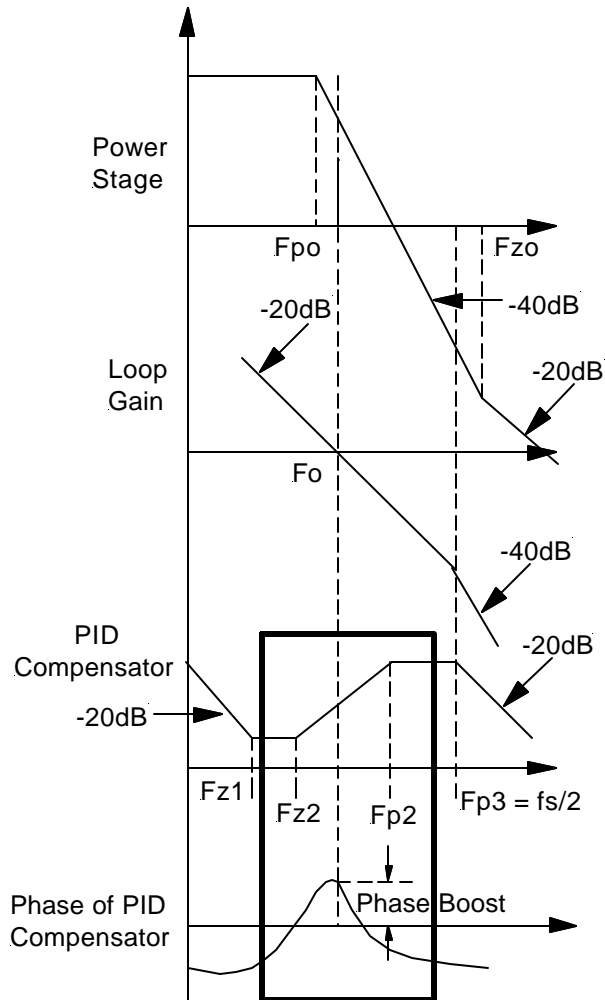 Power
Stage
Fpo
Fzo
-20dB
-40dB
Loop
Gain
-20dB
Fo
-40dB
PID
Compensator
-20dB
-20dB
Fz1
Fz2
Fp2
Fp3 = fs/2
Phase Boost
Phase of PID
Compensator